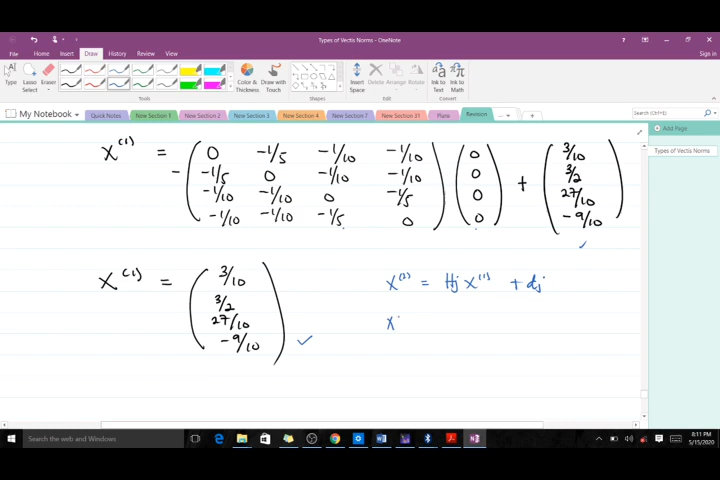 Types of Vectis Norms - OneNote
Sign in
File Home Insert Draw History Review View
Type Lasso Select Eraser Color & Thickness Draw with Touch Insert Space Delete Arrange Rotate Ink to Text Ink to Math
Tools Shapes Edit Convert
My Notebook Quick Notes New Section 1 New Section 2 New Section 3 New Section 4 New Section 7 New Section 31 Plans Revision ... + Search (Ctrl+E)
Add Page
Types of Vectis Norms
X^(1) = -( 0 -1/5 -1/10 -1/10 ) ( 0 ) + ( 3/10 )
-1/5 0 -1/10 -1/10 0 3/2
-1/10 -1/10 0 -1/5 0 27/10
-1/10 -1/10 -1/5 0 0 -9/10
✓
X^(1) = ( 3/10
3/2
27/10
-9/10 ) ✓
X^(2) = Hj X^(1) + dj
X
Search the web and Windows
8:11 PM
5/15/2020